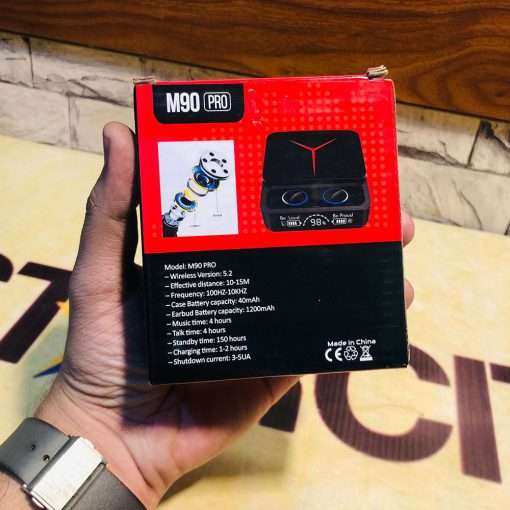 M90 PRO
Be Loud 98% Be Proud
Model: M90 PRO
– Wireless Version: 5.2
– Effective distance: 10-15M
– Frequency: 100HZ-10KHZ
– Case Battery capacity: 40mAh
– Earbud Battery capacity: 1200mAh
– Music time: 4 hours
– Talk time: 4 hours
– Standby time: 150 hours
– Charging time: 1-2 hours
– Shutdown current: 3-5UA
Made in China
CE